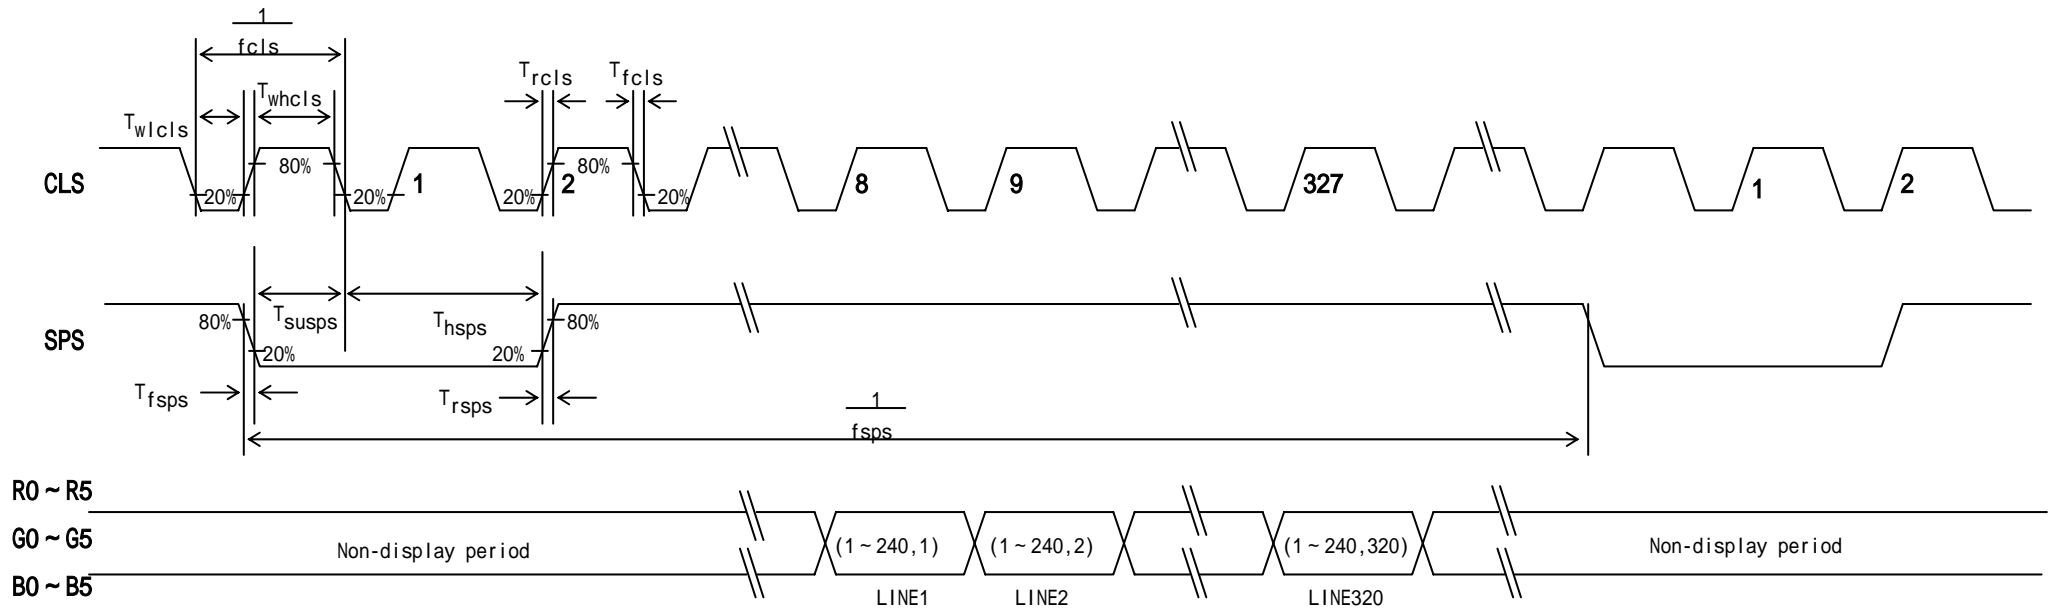 1
fcls
Trcls Tfcls
Twhcls
Twlcls
CLS
80% 80%
20% 20% 1 20% 2 20% 8 9 327 1 2
SPS
80% Tsusps Thsps 80%
20% 20%
Tfsps Trsps
1
fsps
R0~R5
G0~G5 Non-display period (1~240,1) (1~240,2) (1~240,320) Non-display period
B0~B5
LINE1 LINE2 LINE320